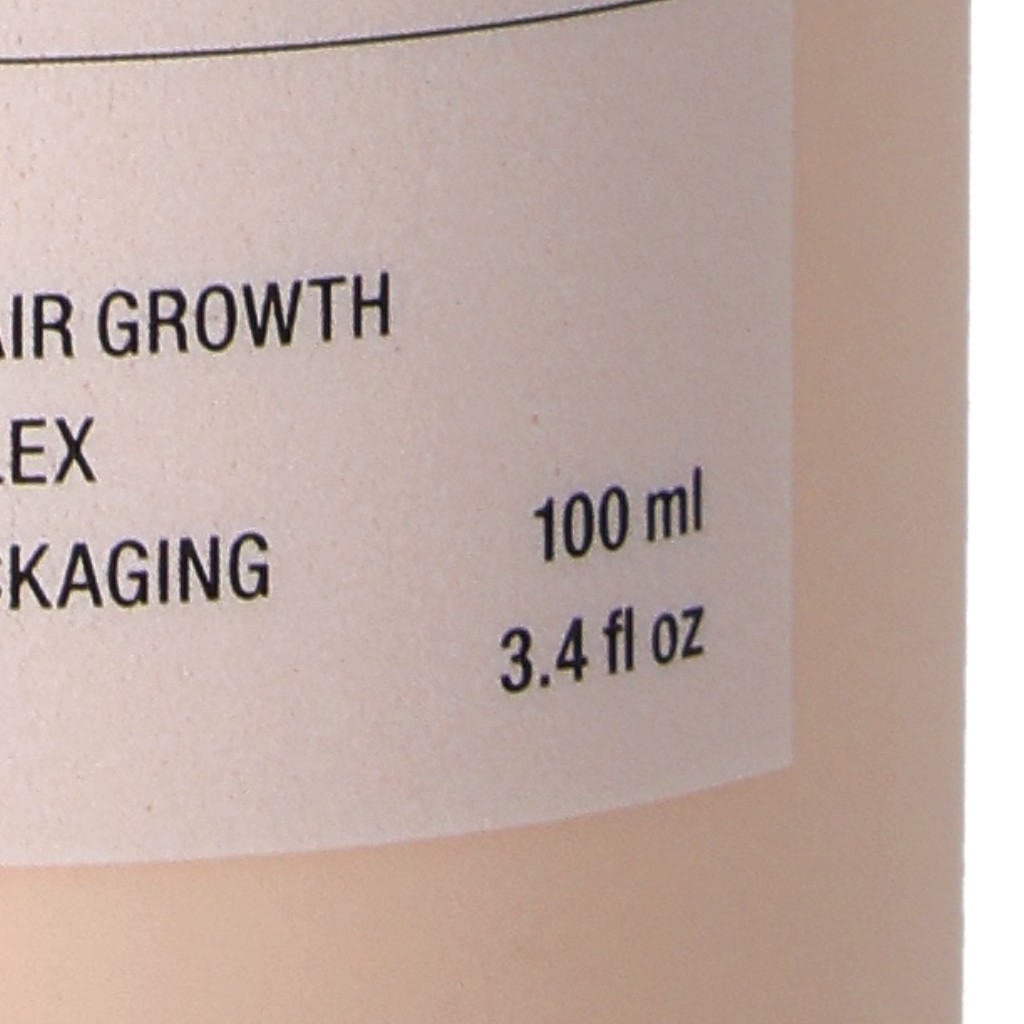 AIR GROWTH
LEX
CKAGING
100 ml
3.4 fl oz